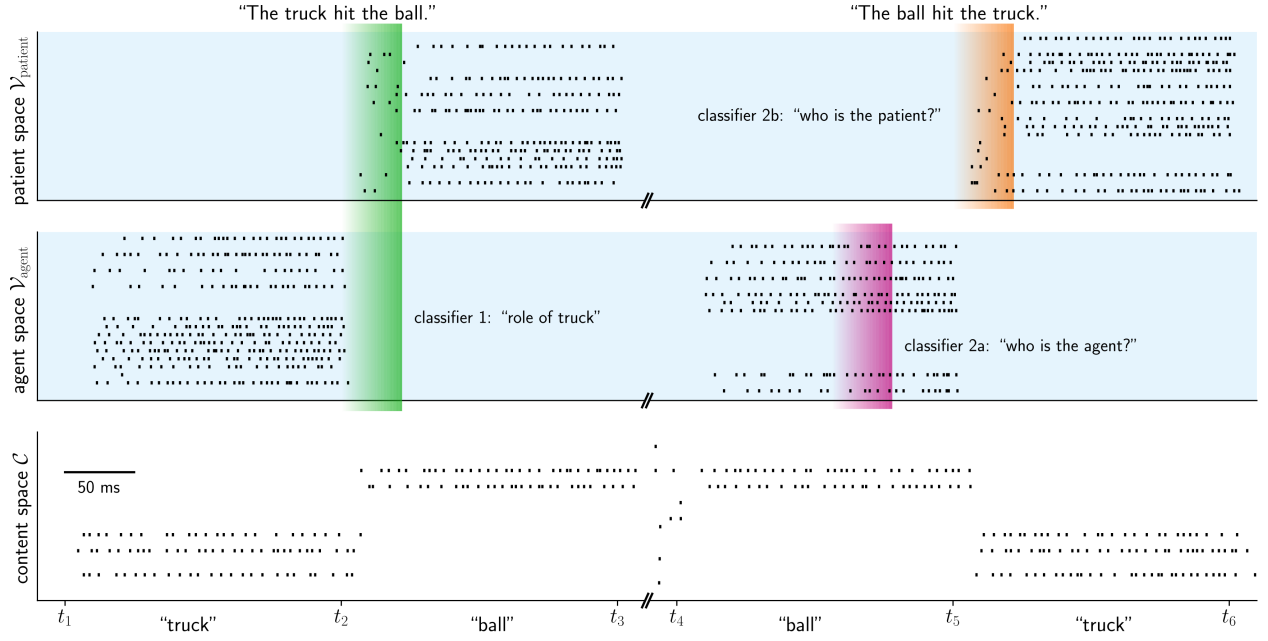 “The truck hit the ball.”
“The ball hit the truck.”
patient space 𝒱patient
classifier 2b: “who is the patient?”
agent space 𝒱agent
classifier 1: “role of truck”
classifier 2a: “who is the agent?”
content space 𝒞
50 ms
t₁
t₂
t₃
t₄
t₅
t₆
“truck”
“ball”
“ball”
“truck”